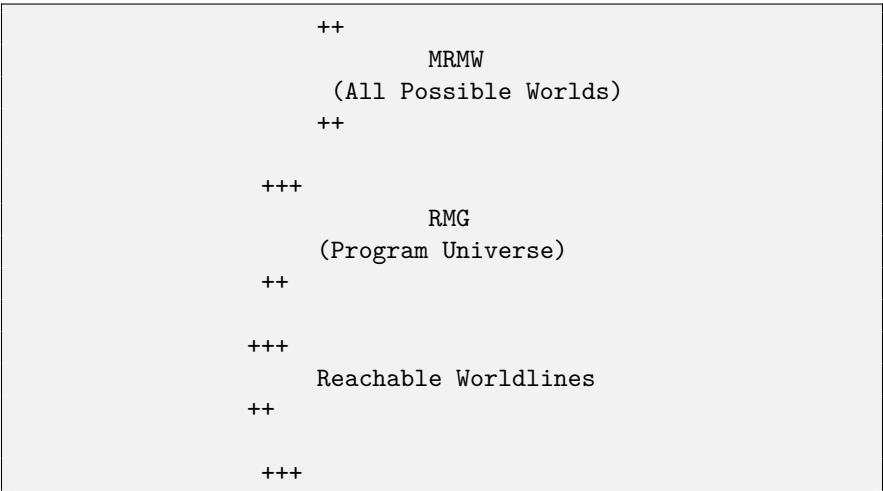 ++
MRMW
(All Possible Worlds)
++
+++
RMG
(Program Universe)
++
+++
Reachable Worldlines
++
+++